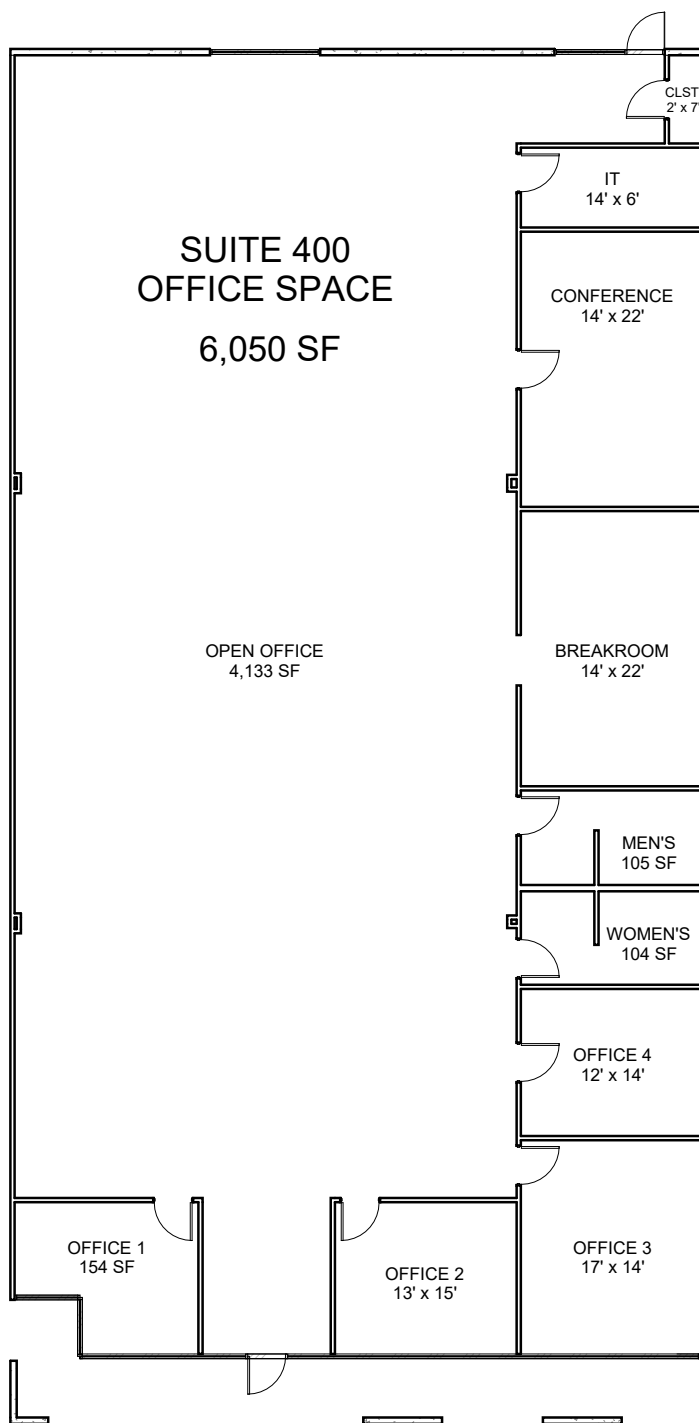 CLST
2' x 7'
IT
14' x 6'
SUITE 400
OFFICE SPACE
6,050 SF
CONFERENCE
14' x 22'
OPEN OFFICE
4,133 SF
BREAKROOM
14' x 22'
MEN'S
105 SF
WOMEN'S
104 SF
OFFICE 4
12' x 14'
OFFICE 1
154 SF
OFFICE 2
13' x 15'
OFFICE 3
17' x 14'